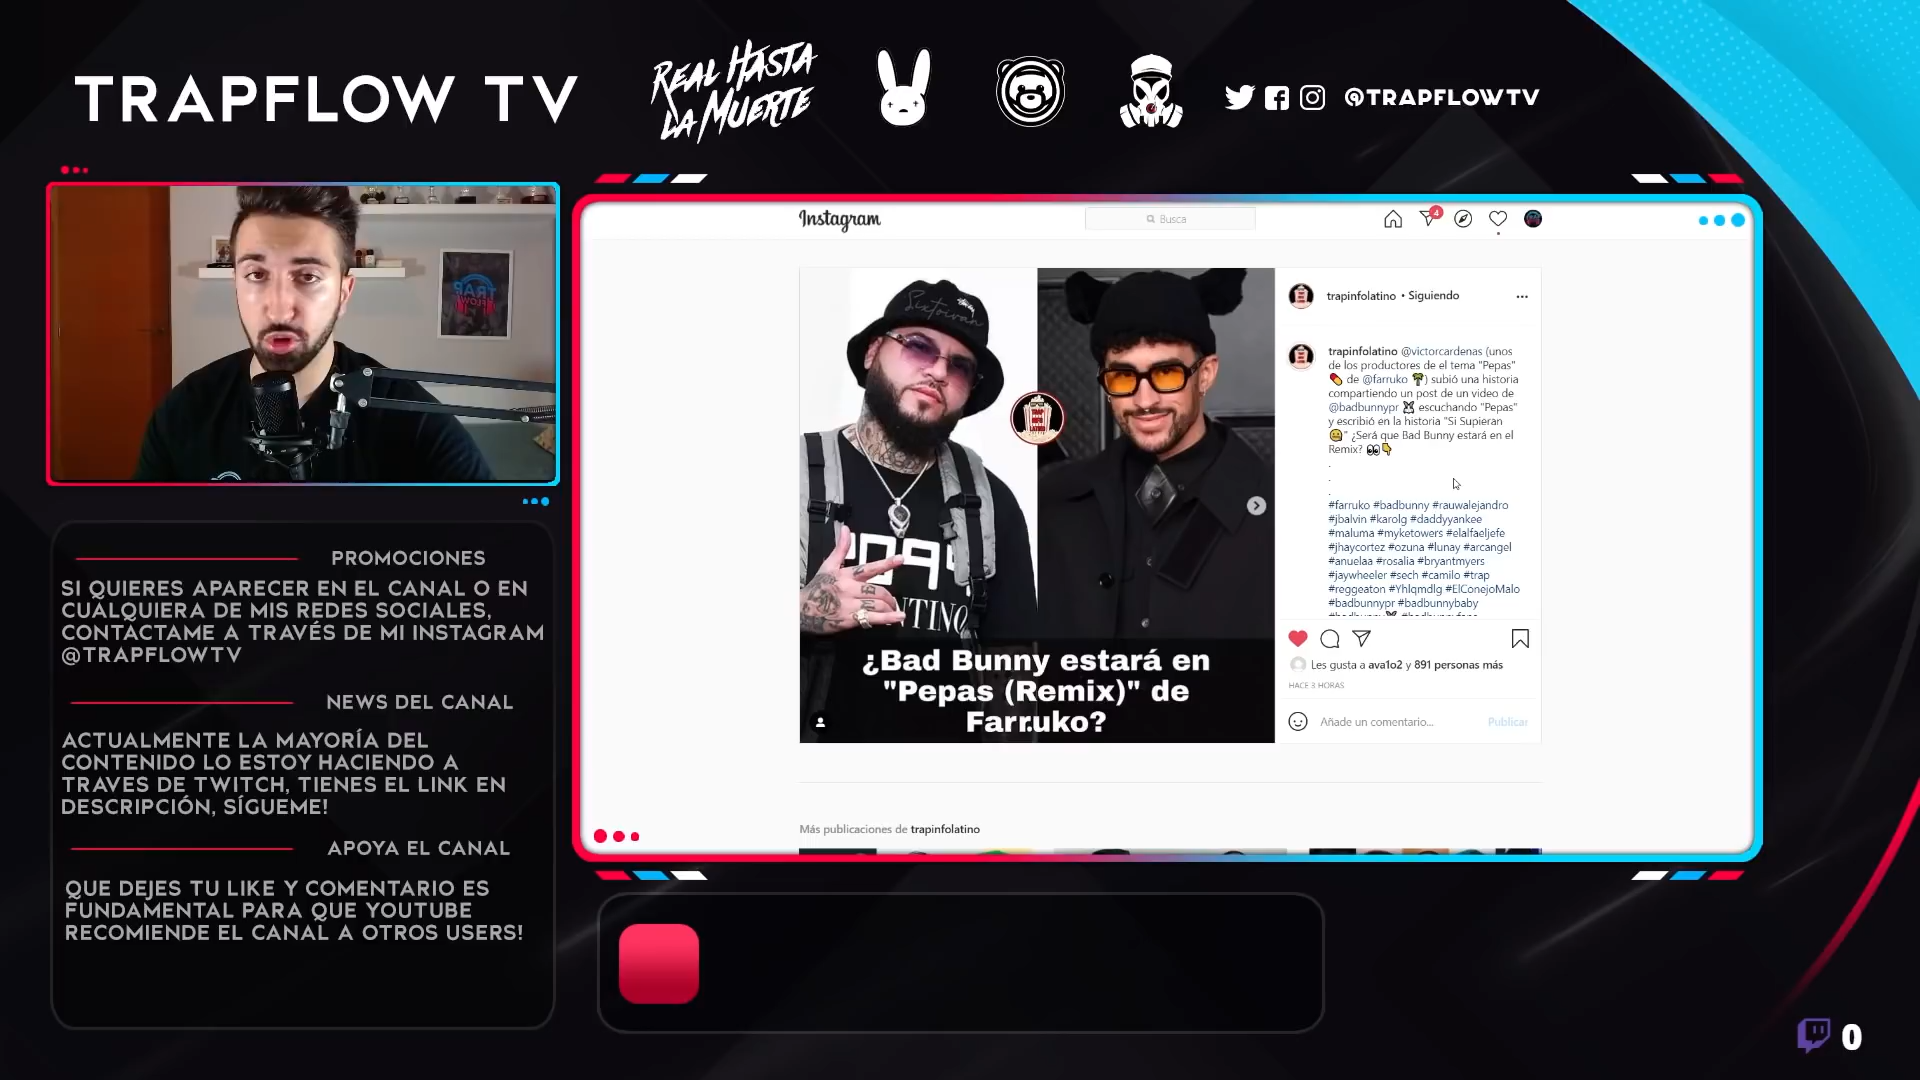 TRAPFLOW TV
REAL HASTA
LA MUERTE
@TRAPFLOWTV
PROMOCIONES
SI QUIERES APARECER EN EL CANAL O EN
CUALQUIERA DE MIS REDES SOCIALES,
CONTÁCTAME A TRAVÉS DE MI INSTAGRAM
@TRAPFLOWTV
NEWS DEL CANAL
ACTUALMENTE LA MAYORÍA DEL
CONTENIDO LO ESTOY HACIENDO A
TRAVES DE TWITCH, TIENES EL LINK EN
DESCRIPCIÓN, SÍGUEME!
APOYA EL CANAL
QUE DEJES TU LIKE Y COMENTARIO ES
FUNDAMENTAL PARA QUE YOUTUBE
RECOMIENDE EL CANAL A OTROS USERS!
Instagram
Busca
4
Sixtoivan
¿Bad Bunny estará en
"Pepas (Remix)" de
Farruko?
trapinfolatino • Siguiendo
trapinfolatino @victorcardenas (unos
de los productores de el tema "Pepas"
💊 de @farruko 🌴) subió una historia
compartiendo un post de un video de
@badbunnypr 🐰 escuchando "Pepas"
y escribió en la historia "Si Supieran
🤐" ¿Será que Bad Bunny estará en el
Remix? 👀👇
.
.
.
#farruko #badbunny #rauwalejandro
#jbalvin #karolg #daddyyankee
#maluma #myketowers #elalfaeljefe
#jhaycortez #ozuna #lunay #arcangel
#anuelaa #rosalia #bryantmyers
#jaywheeler #sech #camilo #trap
#reggeaton #Yhlqmdlg #ElConejoMalo
#badbunnypr #badbunnybaby
Les gusta a ava1o2 y 891 personas más
HACE 3 HORAS
Añade un comentario...
Publicar
Más publicaciones de trapinfolatino
0